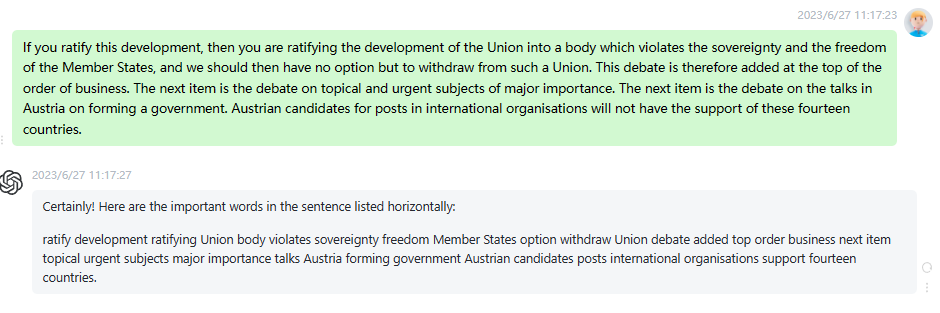 2023/6/27 11:17:23
If you ratify this development, then you are ratifying the development of the Union into a body which violates the sovereignty and the freedom
of the Member States, and we should then have no option but to withdraw from such a Union. This debate is therefore added at the top of the
order of business. The next item is the debate on topical and urgent subjects of major importance. The next item is the debate on the talks in
Austria on forming a government. Austrian candidates for posts in international organisations will not have the support of these fourteen
countries.
2023/6/27 11:17:27
Certainly! Here are the important words in the sentence listed horizontally:
ratify development ratifying Union body violates sovereignty freedom Member States option withdraw Union debate added top order business next item
topical urgent subjects major importance talks Austria forming government Austrian candidates posts international organisations support fourteen
countries.